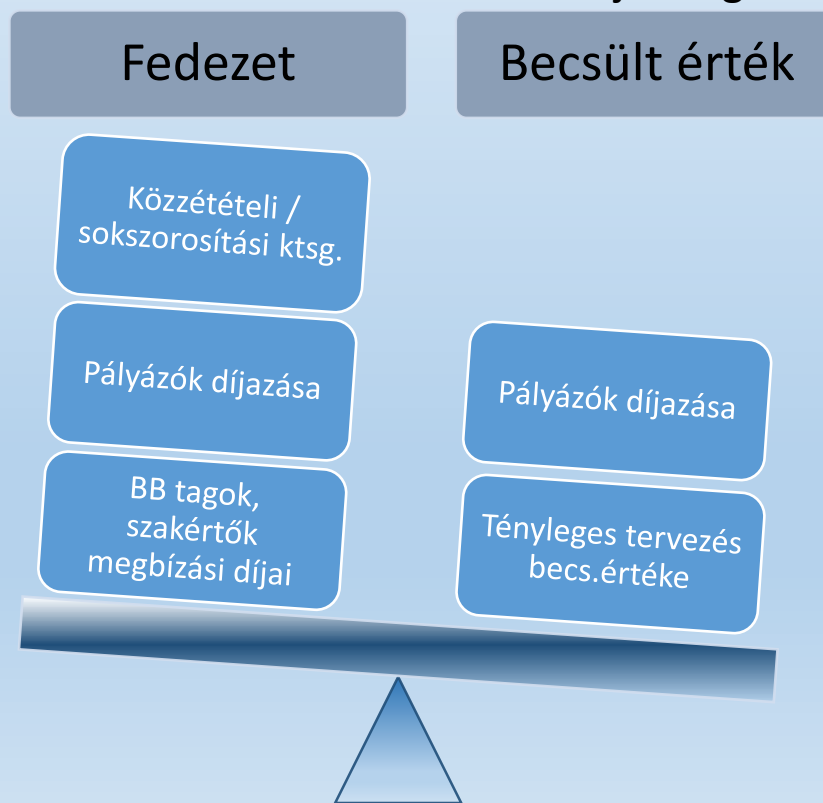 Fedezet
Becsült érték
Közzétételi /
sokszorosítási ktsg.
Pályázók díjazása
BB tagok,
szakértők
megbízási díjai
Pályázók díjazása
Tényleges tervezés
becs.értéke